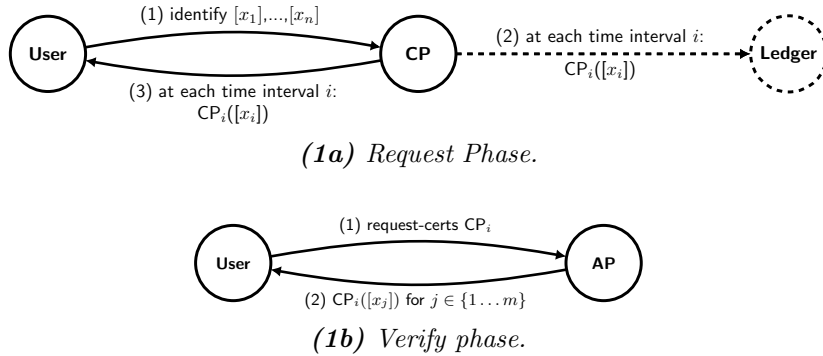 (1) identify [x₁],...,[xₙ]
User
CP
(2) at each time interval i:
CPᵢ([xᵢ])
Ledger
(3) at each time interval i:
CPᵢ([xᵢ])
(1a) Request Phase.
(1) request-certs CPᵢ
User
AP
(2) CPᵢ([xⱼ]) for j ∈ {1 . . . m}
(1b) Verify phase.